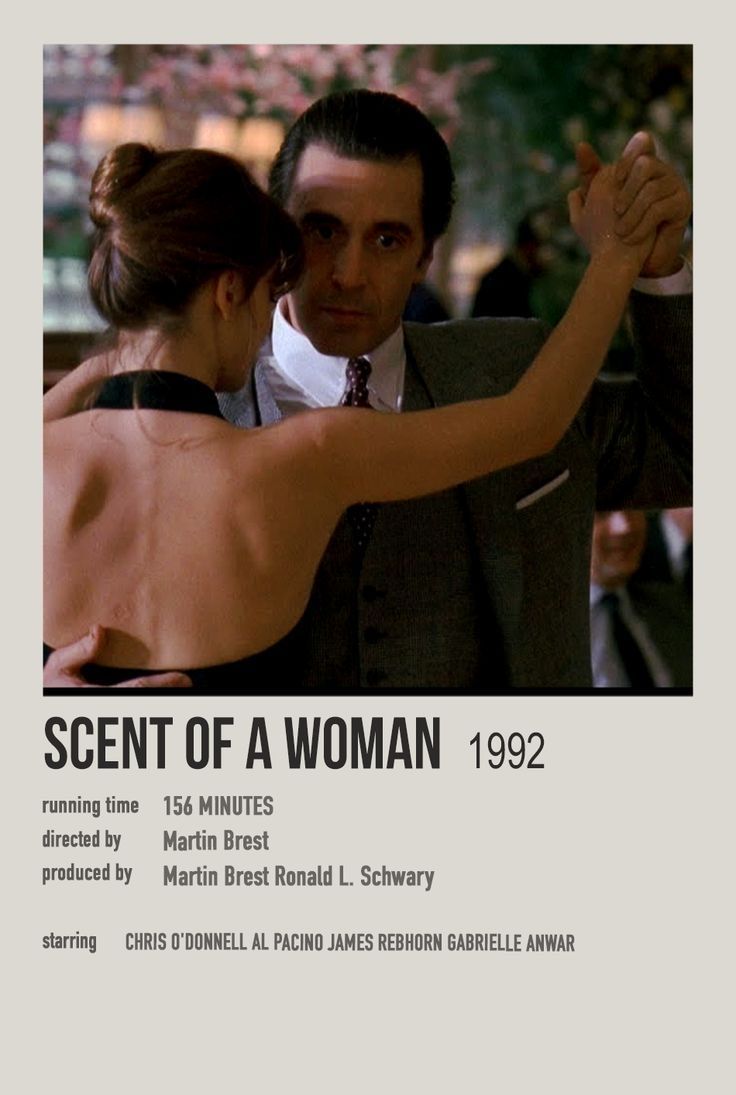 SCENT OF A WOMAN 1992
running time 156 MINUTES
directed by Martin Brest
produced by Martin Brest Ronald L. Schwary
starring CHRIS O'DONNELL AL PACINO JAMES REBHORN GABRIELLE ANWAR